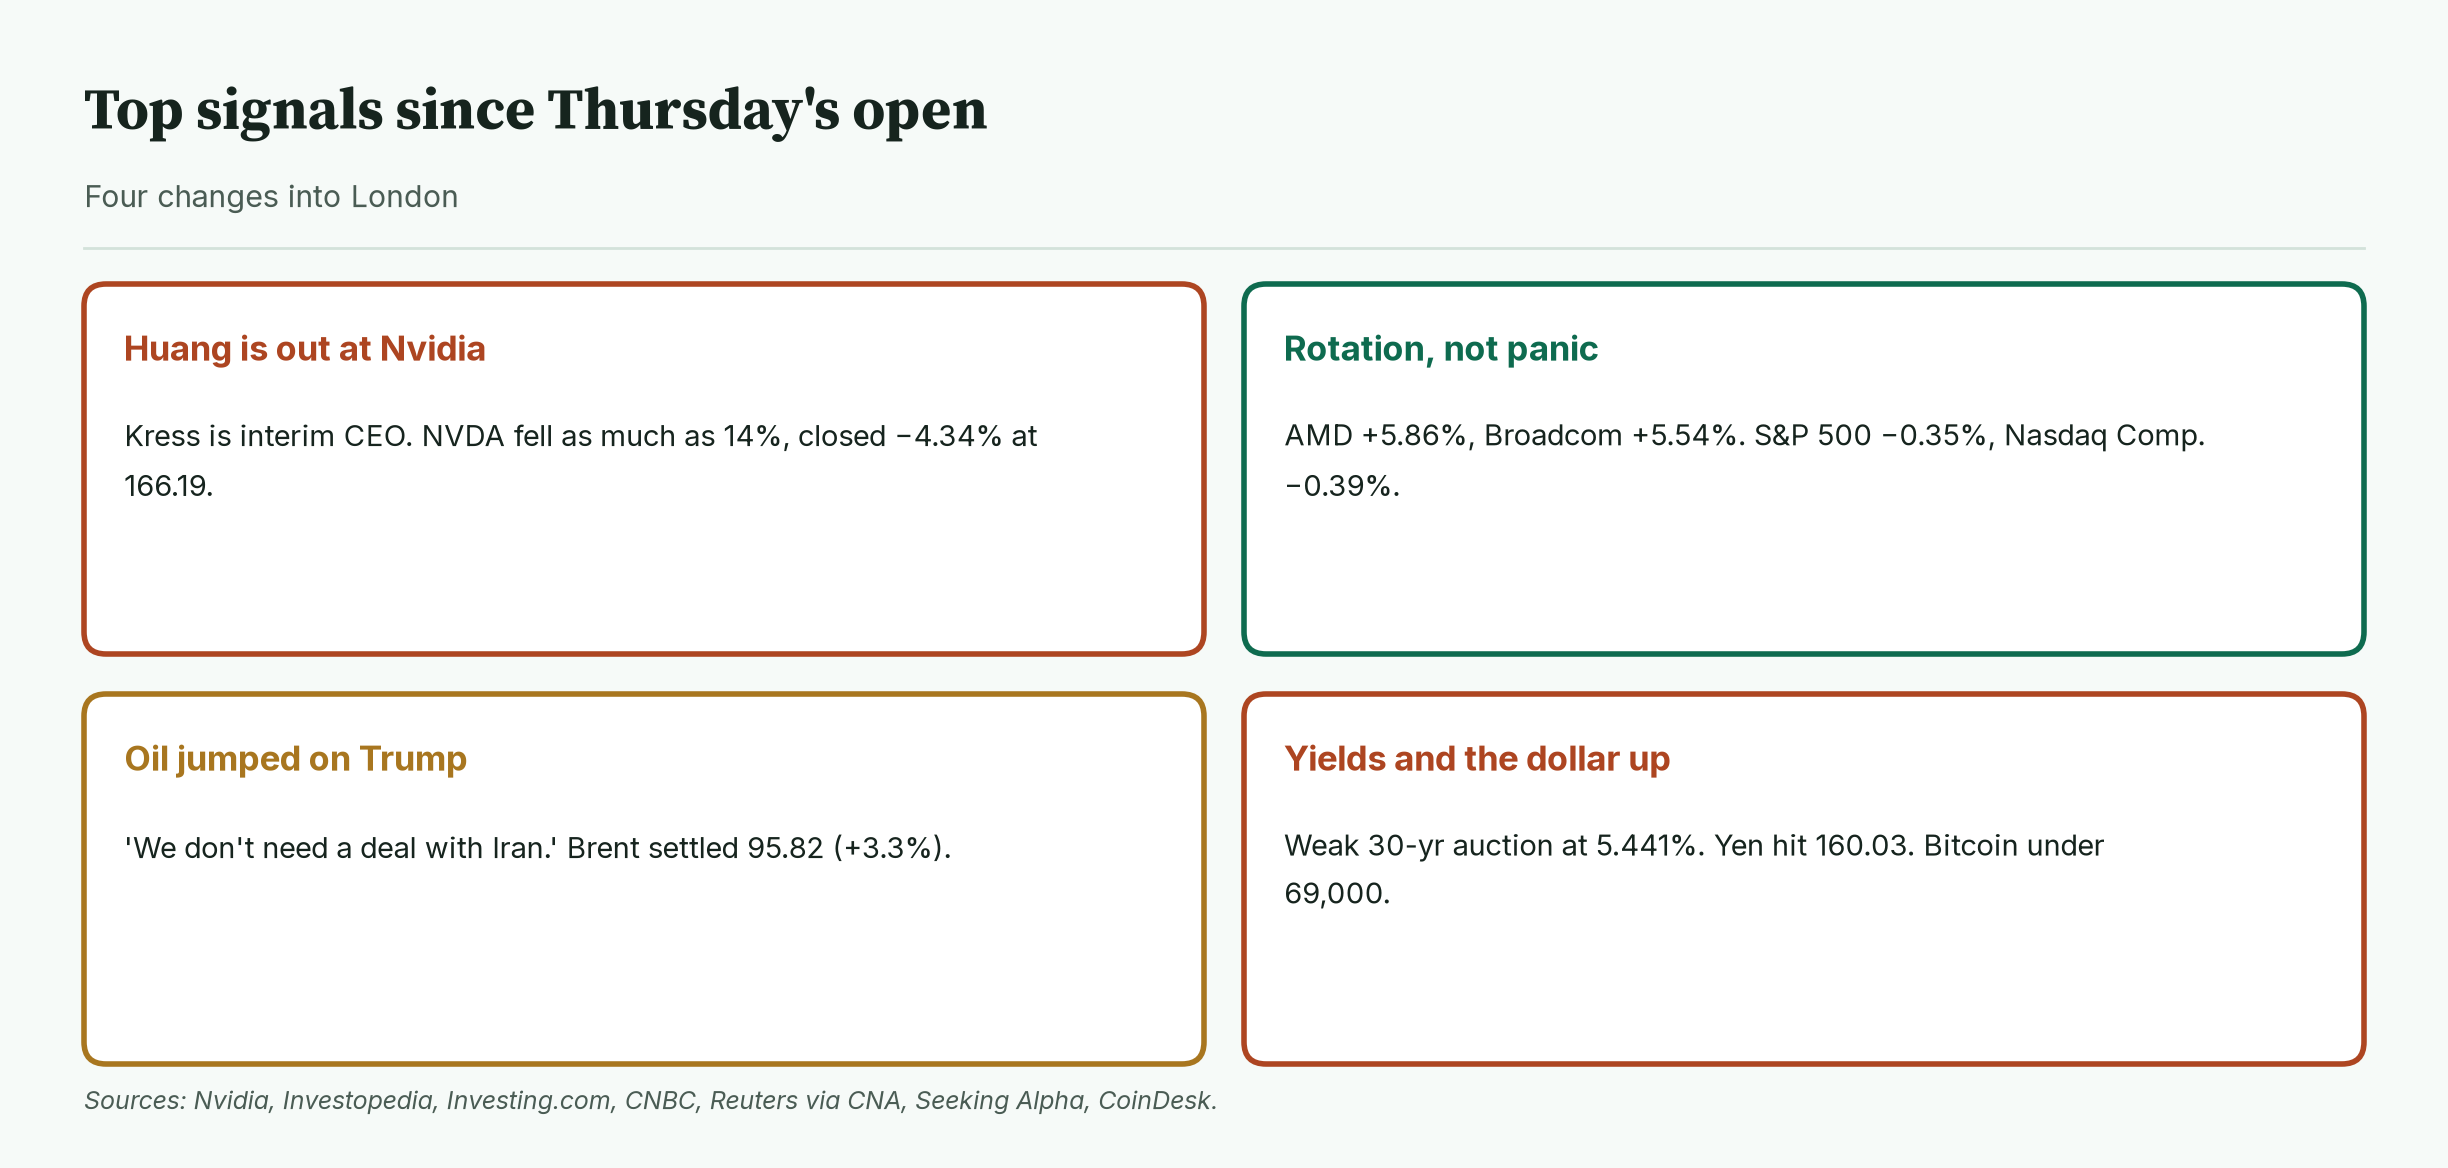 Top signals since Thursday's open
Four changes into London
Huang is out at Nvidia
Kress is interim CEO. NVDA fell as much as 14%, closed −4.34% at
166.19.
Rotation, not panic
AMD +5.86%, Broadcom +5.54%. S&P 500 −0.35%, Nasdaq Comp.
−0.39%.
Oil jumped on Trump
'We don't need a deal with Iran.' Brent settled 95.82 (+3.3%).
Yields and the dollar up
Weak 30-yr auction at 5.441%. Yen hit 160.03. Bitcoin under
69,000.
Sources: Nvidia, Investopedia, Investing.com, CNBC, Reuters via CNA, Seeking Alpha, CoinDesk.